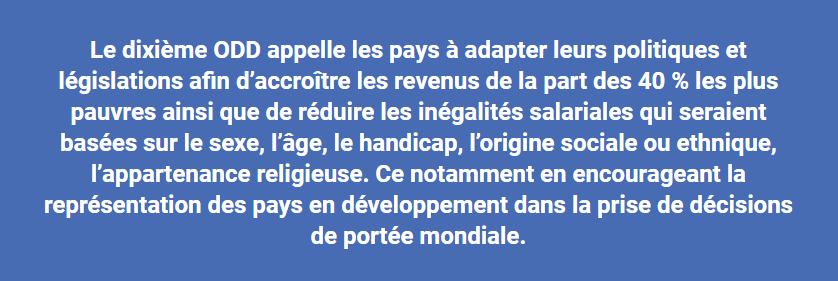 Le dixième ODD appelle les pays à adapter leurs politiques et
législations afin d’accroître les revenus de la part des 40 % les plus
pauvres ainsi que de réduire les inégalités salariales qui seraient
basées sur le sexe, l’âge, le handicap, l’origine sociale ou ethnique,
l’appartenance religieuse. Ce notamment en encourageant la
représentation des pays en développement dans la prise de décisions
de portée mondiale.